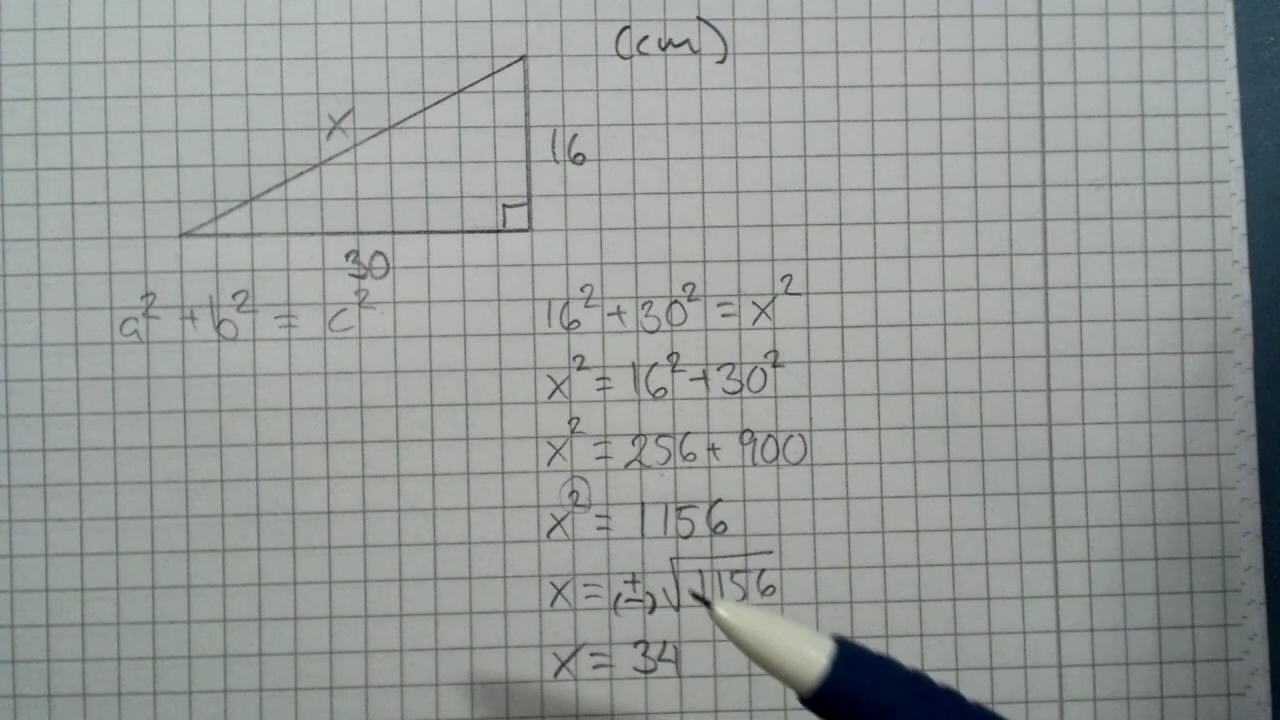 (cm)
x
16
30
a² + b² = c²
16² + 30² = x²
x² = 16² + 30²
x² = 256 + 900
x² = 1156
x = (±) √1156
x = 34